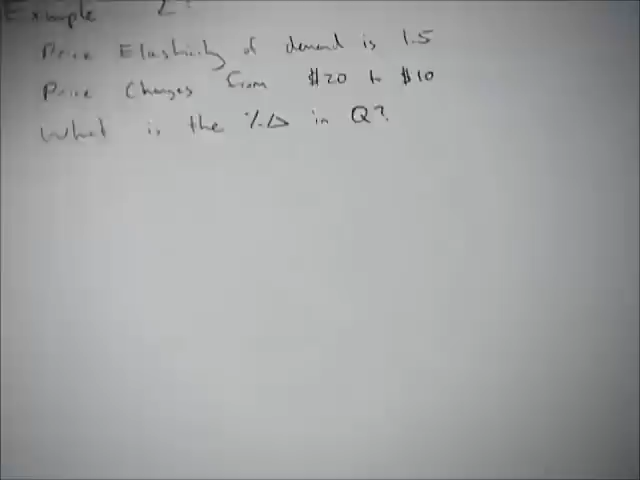 Example 2:
Price Elasticity of demand is 1.5
Price Changes from $20 to $10
What is the %Δ in Q?